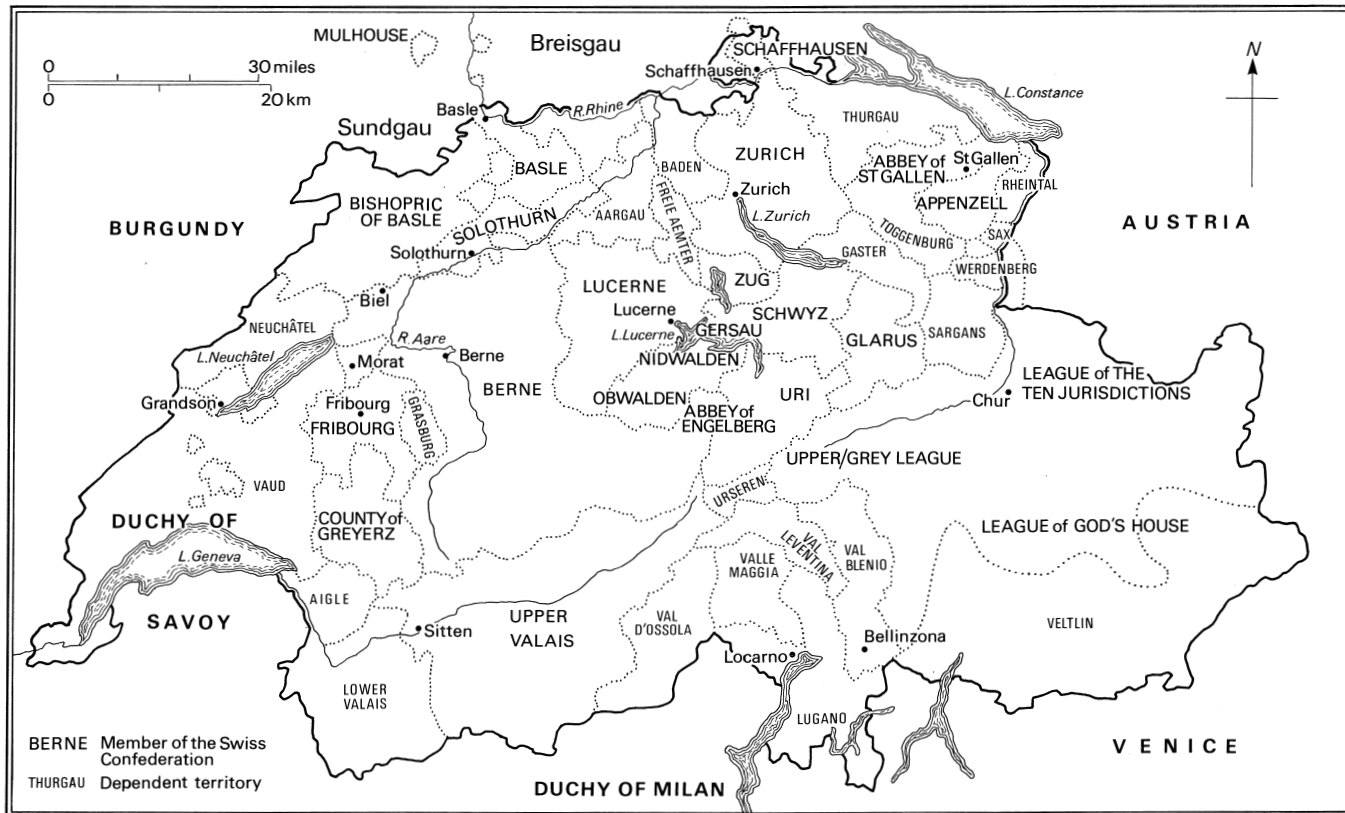 MULHOUSE
Breisgau
SCHAFFHAUSEN
N
0 30 miles
0 20 km
Schaffhausen
L.Constance
Basle
R.Rhine
Sundgau
THURGAU
BASLE
BADEN
ZURICH
ABBEY of
ST GALLEN
St Gallen
RHEINTAL
BISHOPRIC
OF BASLE
Zurich
APPENZELL
BURGUNDY
SOLOTHURN
AARGAU
FREIE AEMTER
L.Zurich
TOGGENBURG
SAX
AUSTRIA
Solothurn
GASTER
WERDENBERG
Biel
LUCERNE
ZUG
Lucerne
SCHWYZ
NEUCHÂTEL
R.Aare
L.Lucerne
GERSAU
GLARUS
SARGANS
L.Neuchâtel
Morat
Berne
NIDWALDEN
LEAGUE of THE
TEN JURISDICTIONS
Grandson
Fribourg
FRIBOURG
GRASBURG
BERNE
OBWALDEN
ABBEY of
ENGELBERG
URI
Chur
UPPER/GREY LEAGUE
VAUD
URSEREN
DUCHY OF
COUNTY of
GREYERZ
LEAGUE of GOD'S HOUSE
L.Geneva
VALLE
MAGGIA
VAL
LEVENTINA
VAL
BLENIO
AIGLE
SAVOY
UPPER
VALAIS
VAL
D'OSSOLA
Sitten
VELTLIN
Locarno
Bellinzona
LOWER
VALAIS
LUGANO
BERNE Member of the Swiss
Confederation
THURGAU Dependent territory
DUCHY OF MILAN
VENICE